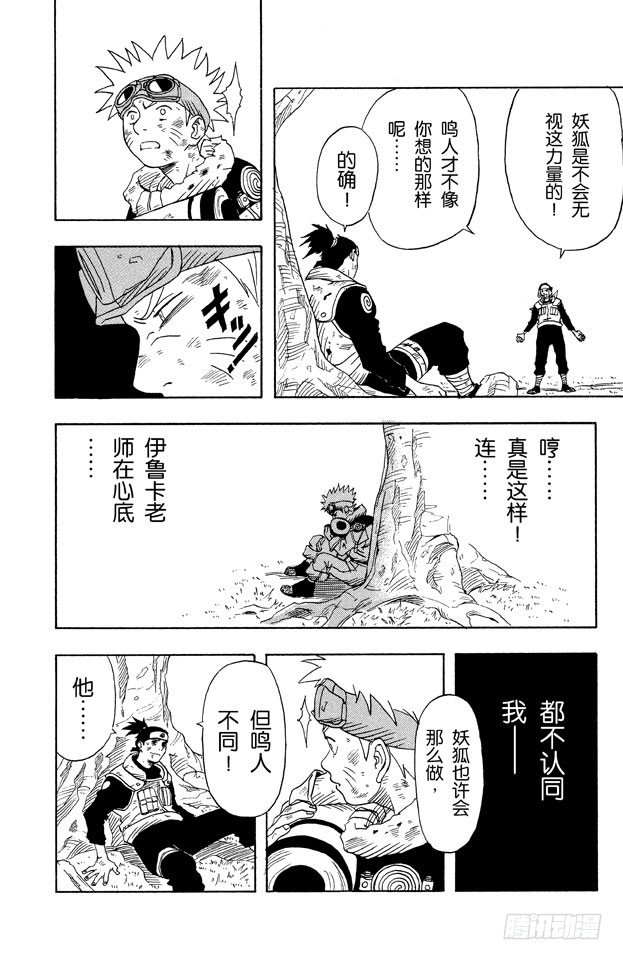 妖狐是不会无
视这力量的！
鸣人才不像
你想的那样
呢……
的确！
ギュッ
哼……
真是这样！
连……
伊鲁卡老
师在心底
……
都不认同
我——
妖狐也许会
那么做，
但鸣人
不同！
他……
腾讯动漫